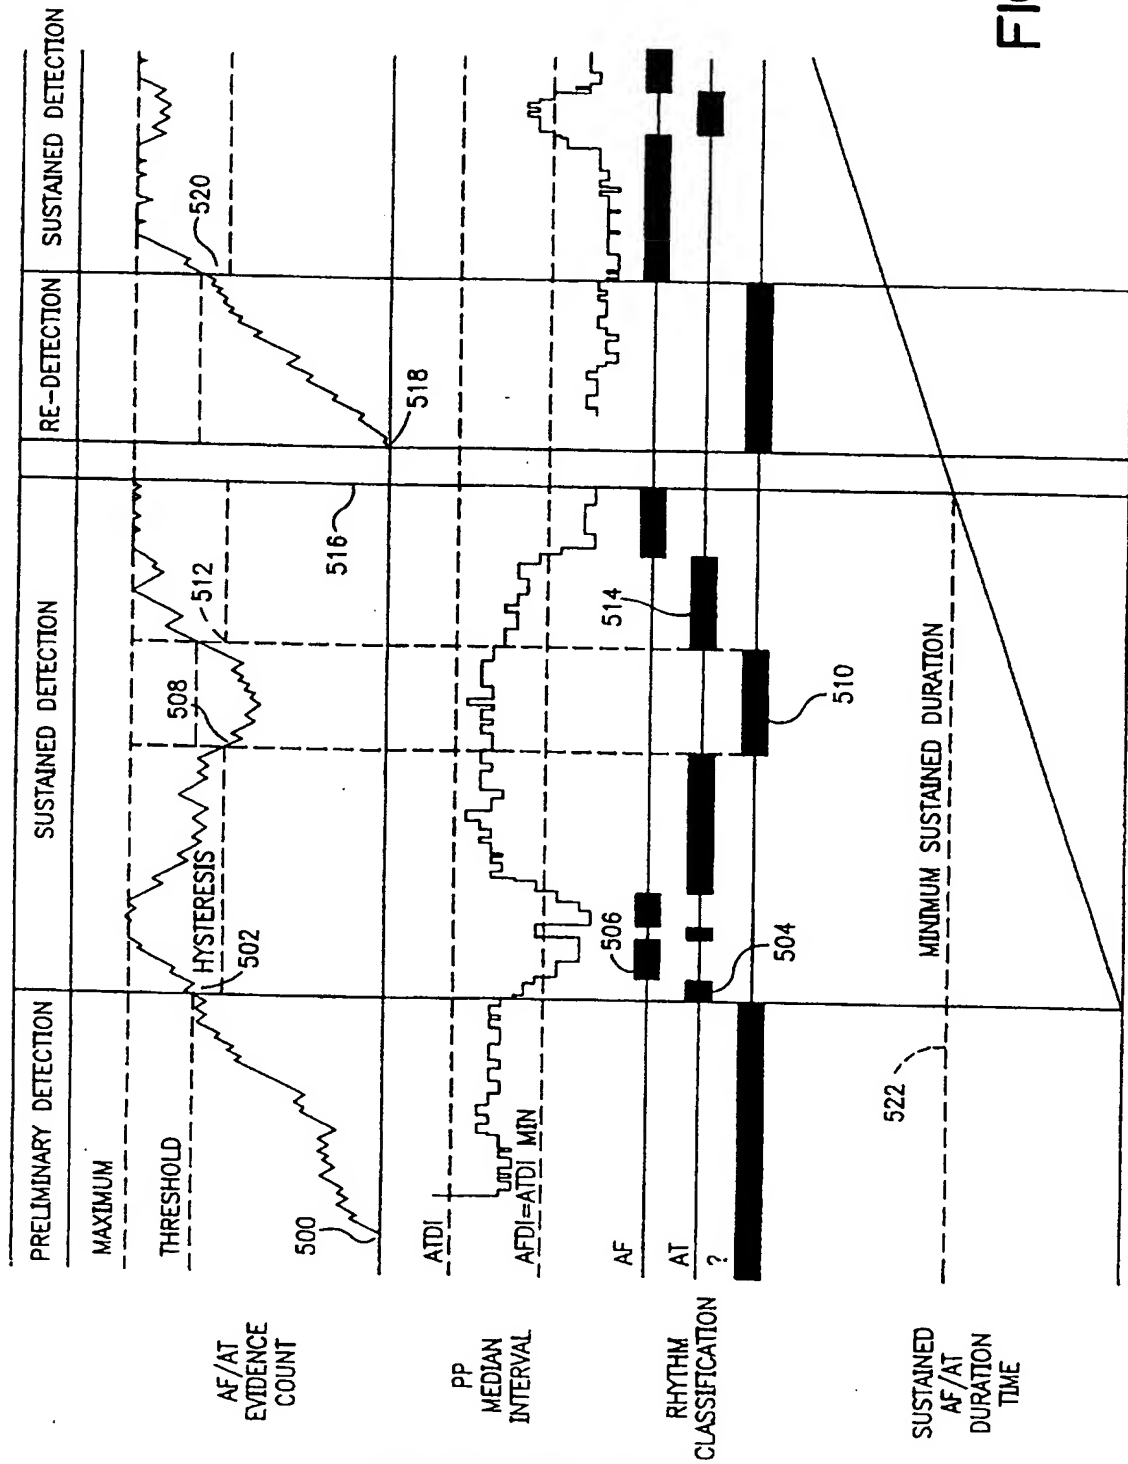 PRELIMINARY DETECTION
SUSTAINED DETECTION
RE-DETECTION
SUSTAINED DETECTION
MAXIMUM
THRESHOLD
HYSTERESIS
500
502
508
512
516
518
520
AF/AT
EVIDENCE
COUNT
ATDI
AFDI=ATDI MIN
PP
MEDIAN
INTERVAL
AF
AT
?
RHYTHM
CLASSIFICATION
506
504
514
510
522
MINIMUM SUSTAINED DURATION
SUSTAINED
AF/AT
DURATION
TIME